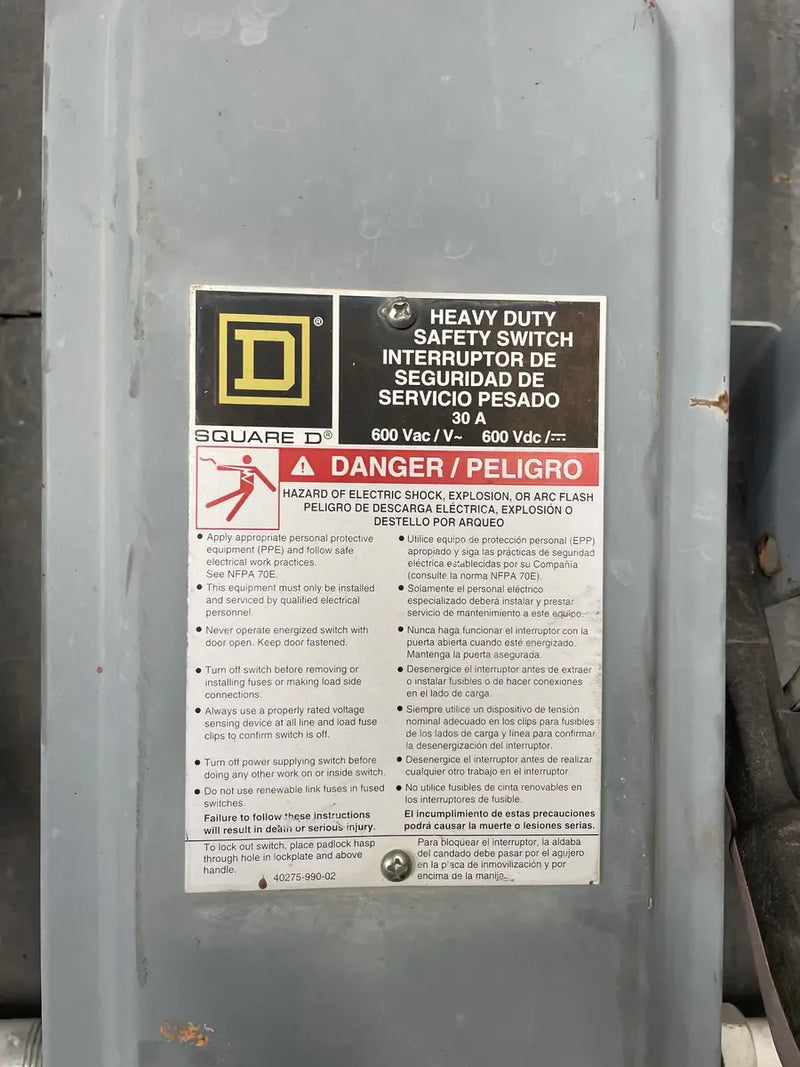 HEAVY DUTY
SAFETY SWITCH
INTERRUPTOR DE
SEGURIDAD DE
SERVICIO PESADO
30 A
600 Vac / V~ 600 Vdc / ⎓
D®
SQUARE D®
⚠ DANGER / PELIGRO
HAZARD OF ELECTRIC SHOCK, EXPLOSION, OR ARC FLASH
PELIGRO DE DESCARGA ELÉCTRICA, EXPLOSIÓN O
DESTELLO POR ARQUEO
• Apply appropriate personal protective
equipment (PPE) and follow safe
electrical work practices.
See NFPA 70E.
• This equipment must only be installed
and serviced by qualified electrical
personnel.
• Never operate energized switch with
door open. Keep door fastened.
• Turn off switch before removing or
installing fuses or making load side
connections.
• Always use a properly rated voltage
sensing device at all line and load fuse
clips to confirm switch is off.
• Turn off power supplying switch before
doing any other work on or inside switch.
• Do not use renewable link fuses in fused
switches.
Failure to follow these instructions
will result in death or serious injury.
• Utilice equipo de protección personal (EPP)
apropiado y siga las prácticas de seguridad
eléctrica establecidas por su Compañía
(consulte la norma NFPA 70E).
• Solamente el personal eléctrico
especializado deberá instalar y prestar
servicio de mantenimiento a este equipo.
• Nunca haga funcionar el interruptor con la
puerta abierta cuando esté energizado.
Mantenga la puerta asegurada.
• Desenergice el interruptor antes de extraer
o instalar fusibles o de hacer conexiones
en el lado de carga.
• Siempre utilice un dispositivo de tensión
nominal adecuado en los clips para fusibles
de los lados de carga y línea para confirmar
la desenergización del interruptor.
• Desenergice el interruptor antes de realizar
cualquier otro trabajo en el interruptor.
• No utilice fusibles de cinta renovables en
los interruptores de fusible.
El incumplimiento de estas precauciones
podrá causar la muerte o lesiones serias.
To lock out switch, place padlock hasp
through hole in lockplate and above
handle.
40275-990-02
Para bloquear el interruptor, la aldaba
del candado debe pasar por el agujero
en la placa de inmovilización y por
encima de la manija.